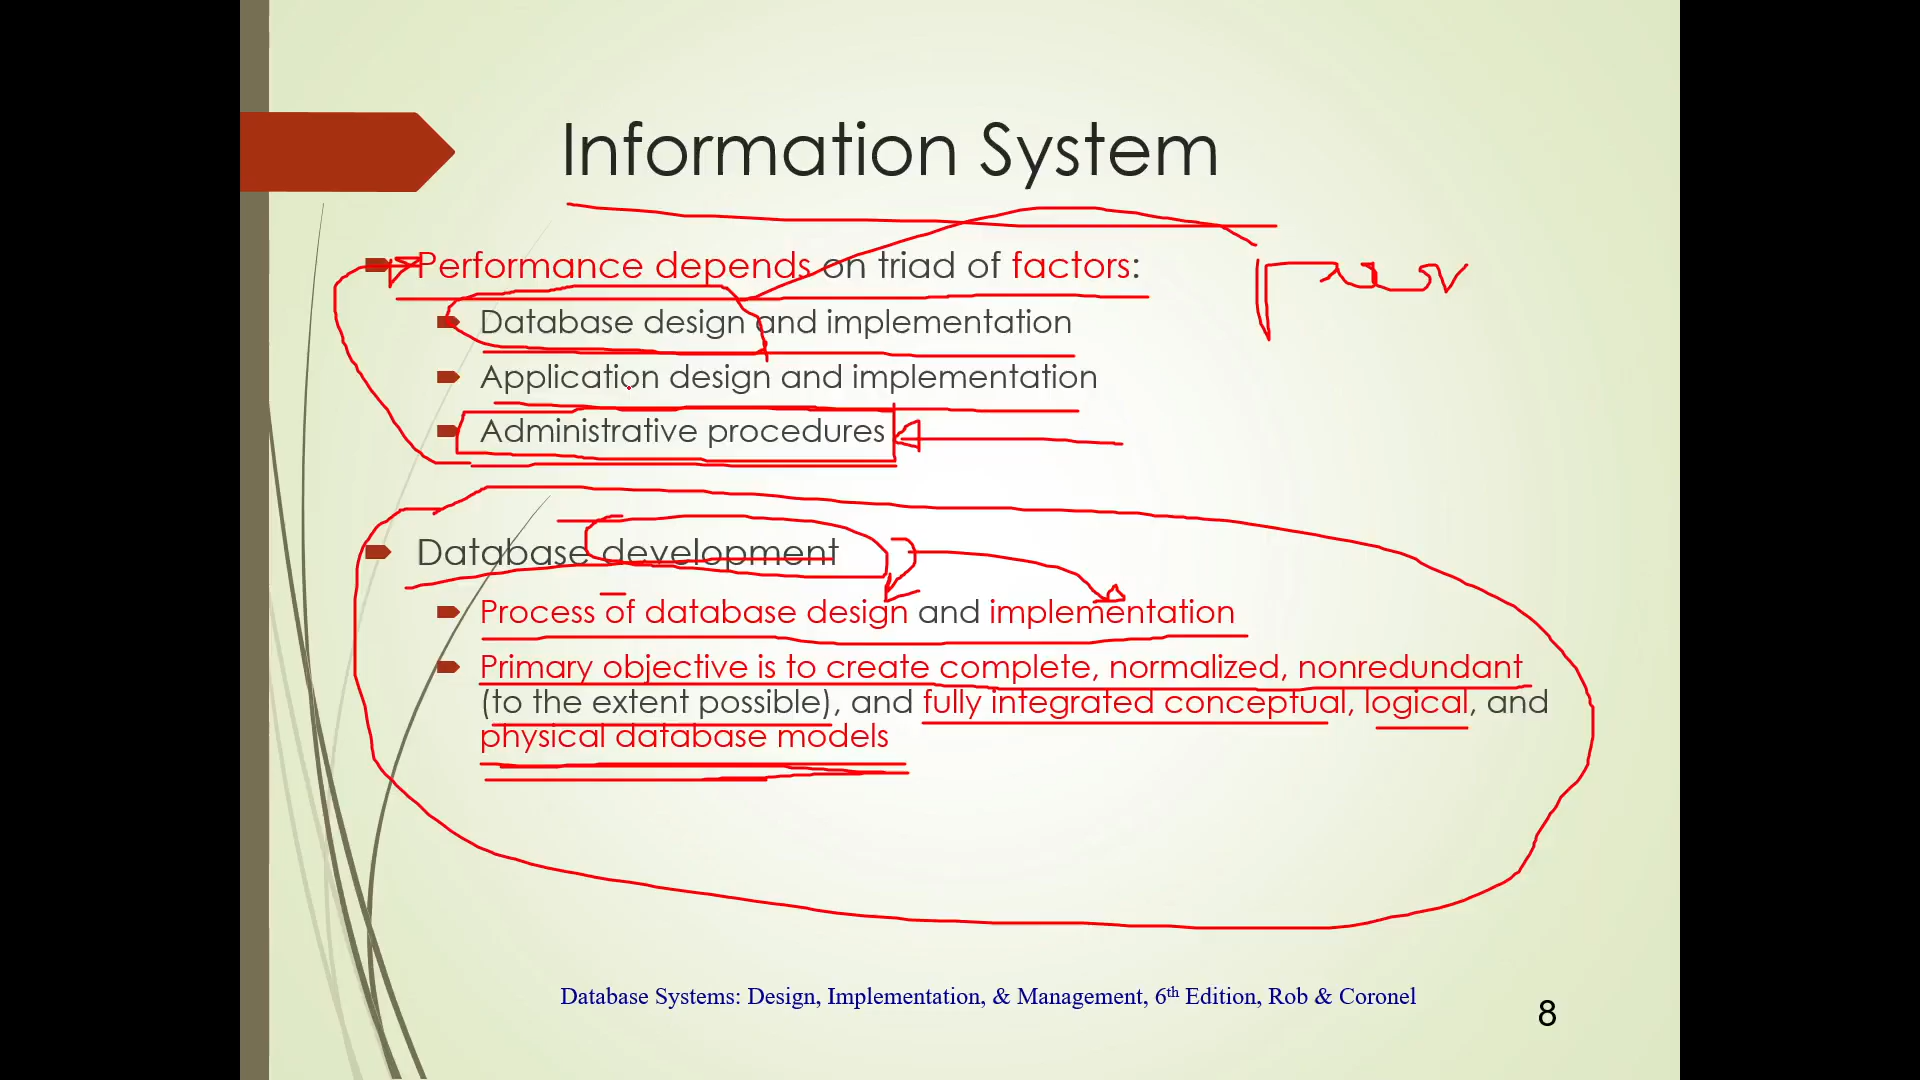 Information System
Performance depends on triad of factors:
Database design and implementation
Application design and implementation
Administrative procedures
Database development
Process of database design and implementation
Primary objective is to create complete, normalized, nonredundant
(to the extent possible), and fully integrated conceptual, logical, and
physical database models
Database Systems: Design, Implementation, & Management, 6th Edition, Rob & Coronel
8